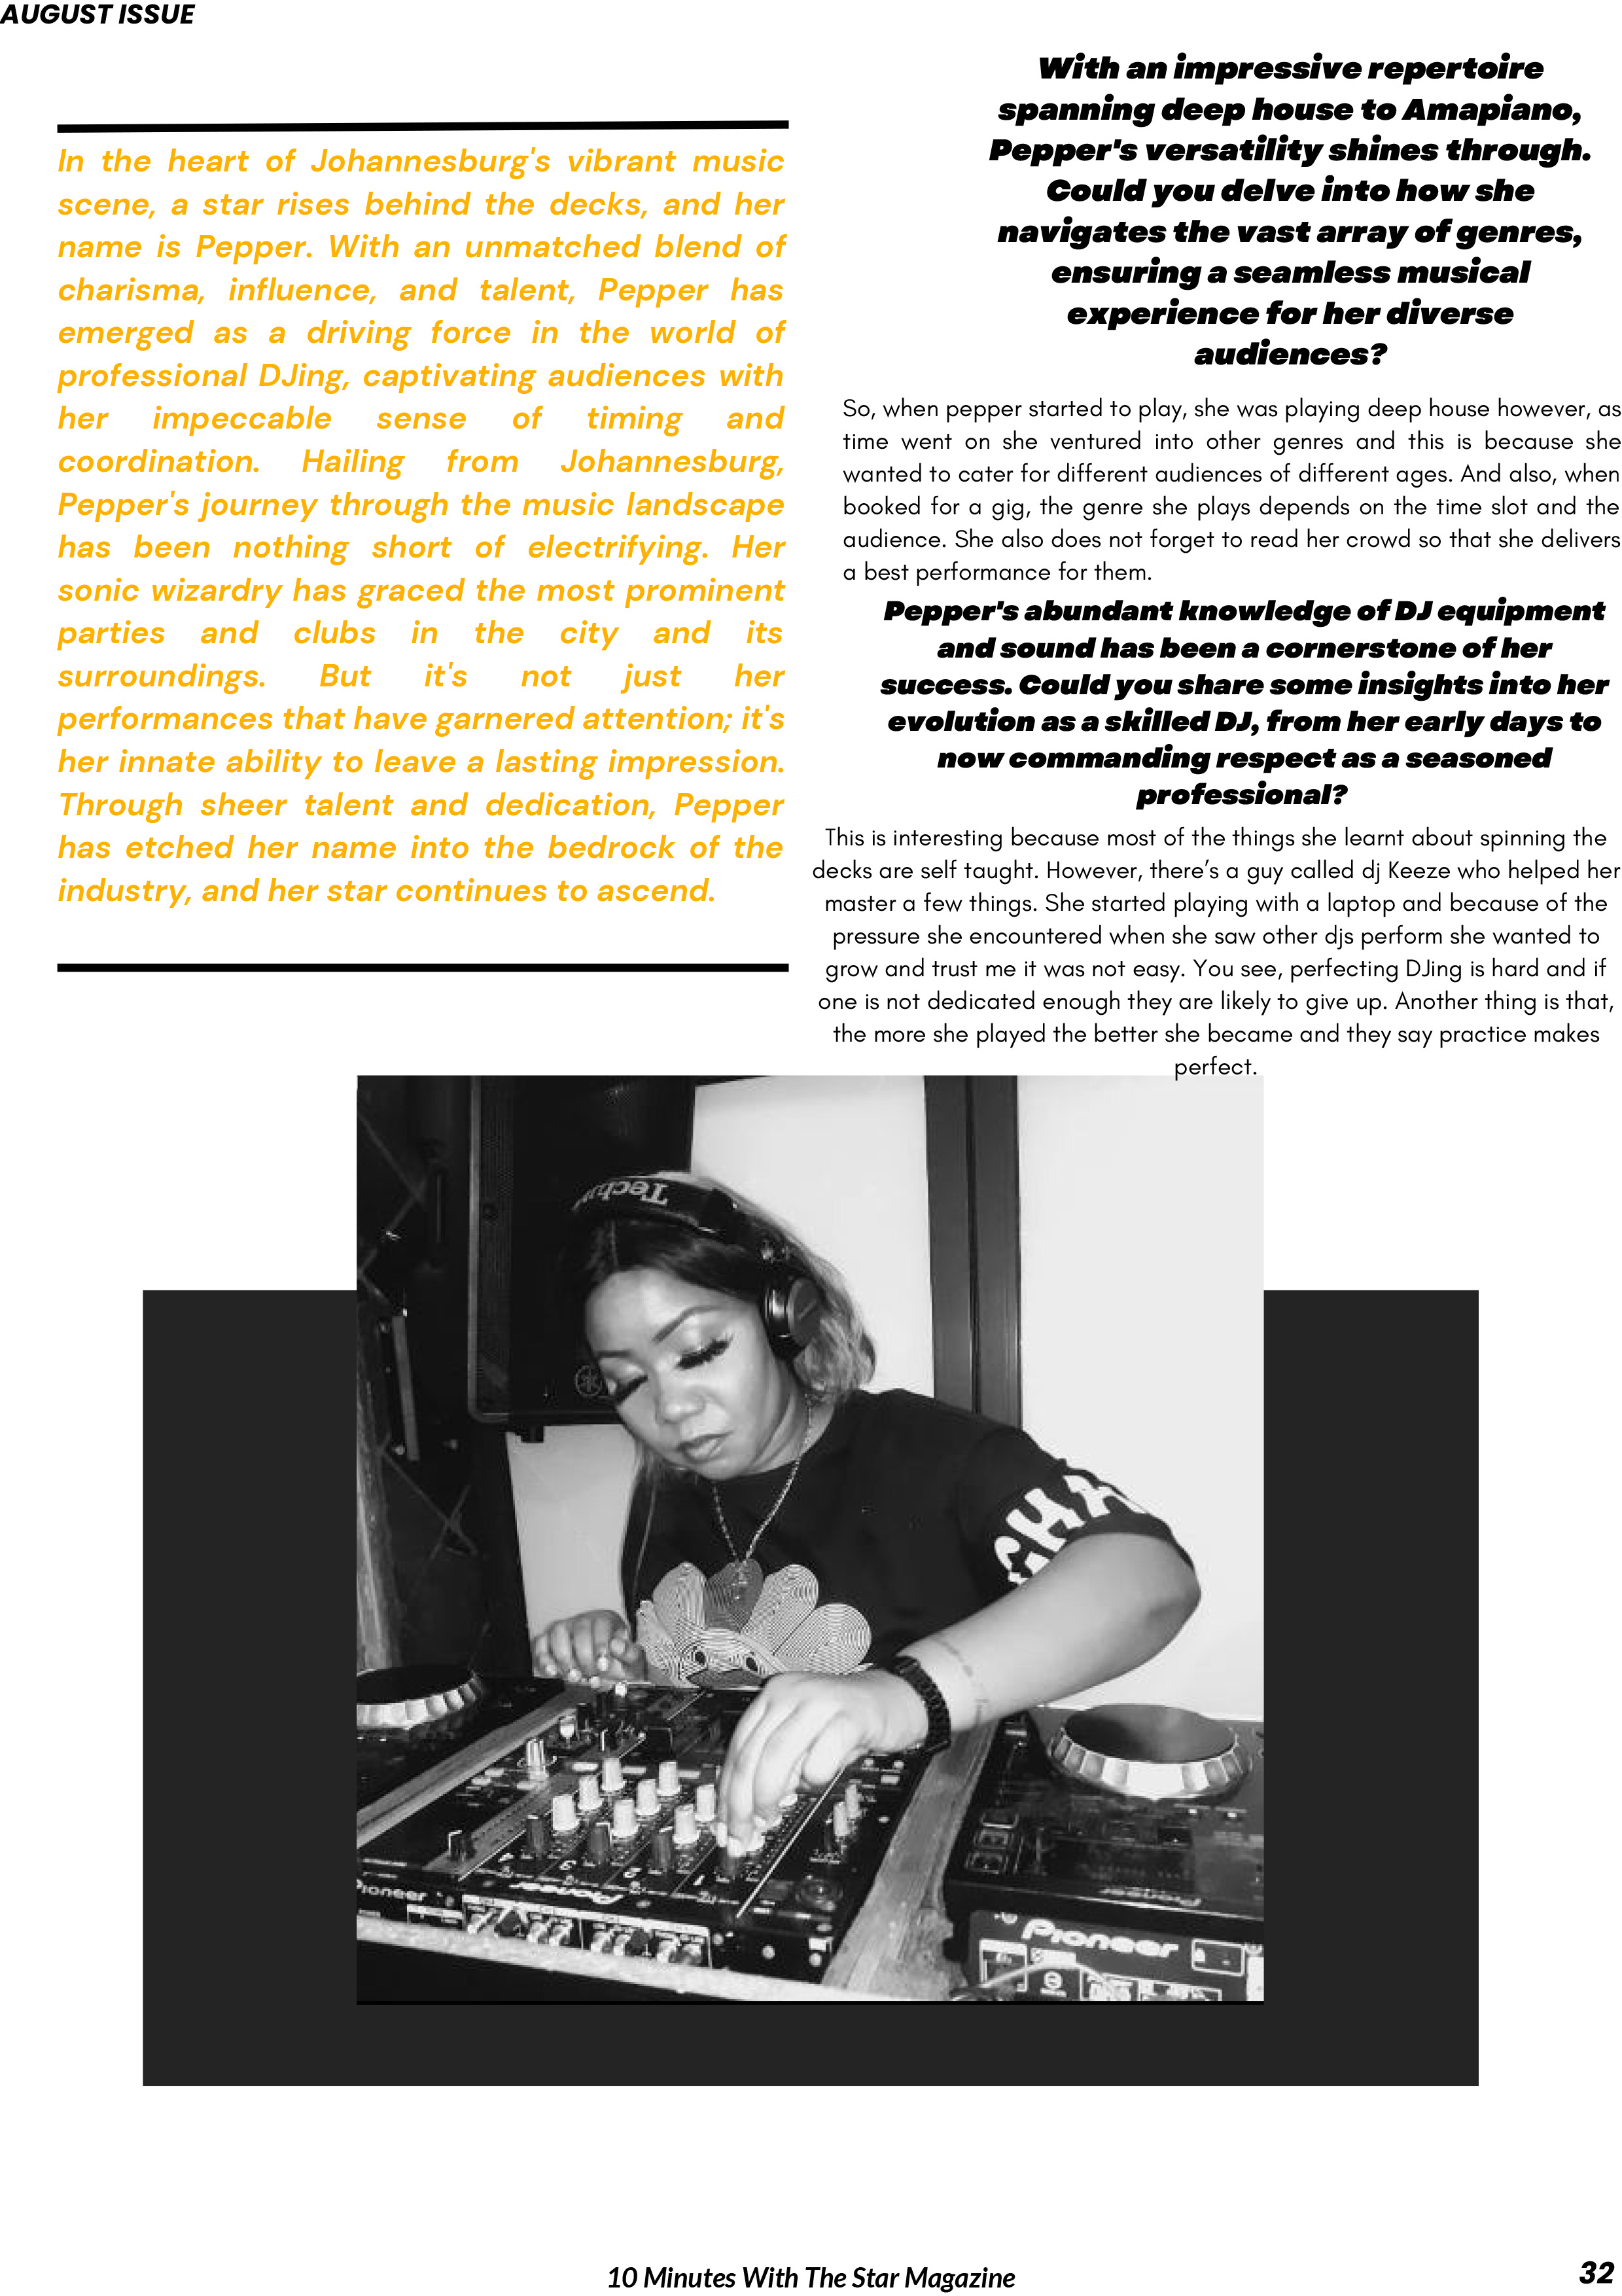 AUGUST ISSUE
In the heart of Johannesburg's vibrant music
scene, a star rises behind the decks, and her
name is Pepper. With an unmatched blend of
charisma, influence, and talent, Pepper has
emerged as a driving force in the world of
professional DJing, captivating audiences with
her impeccable sense of timing and
coordination. Hailing from Johannesburg,
Pepper's journey through the music landscape
has been nothing short of electrifying. Her
sonic wizardry has graced the most prominent
parties and clubs in the city and its
surroundings. But it's not just her
performances that have garnered attention; it's
her innate ability to leave a lasting impression.
Through sheer talent and dedication, Pepper
has etched her name into the bedrock of the
industry, and her star continues to ascend.
With an impressive repertoire
spanning deep house to Amapiano,
Pepper's versatility shines through.
Could you delve into how she
navigates the vast array of genres,
ensuring a seamless musical
experience for her diverse
audiences?
So, when pepper started to play, she was playing deep house however, as
time went on she ventured into other genres and this is because she
wanted to cater for different audiences of different ages. And also, when
booked for a gig, the genre she plays depends on the time slot and the
audience. She also does not forget to read her crowd so that she delivers
a best performance for them.
Pepper's abundant knowledge of DJ equipment
and sound has been a cornerstone of her
success. Could you share some insights into her
evolution as a skilled DJ, from her early days to
now commanding respect as a seasoned
professional?
This is interesting because most of the things she learnt about spinning the
decks are self taught. However, there's a guy called dj Keeze who helped her
master a few things. She started playing with a laptop and because of the
pressure she encountered when she saw other djs perform she wanted to
grow and trust me it was not easy. You see, perfecting DJing is hard and if
one is not dedicated enough they are likely to give up. Another thing is that,
the more she played the better she became and they say practice makes
perfect.
Pioneer
Pioneer
Pioneer
10 Minutes With The Star Magazine
32